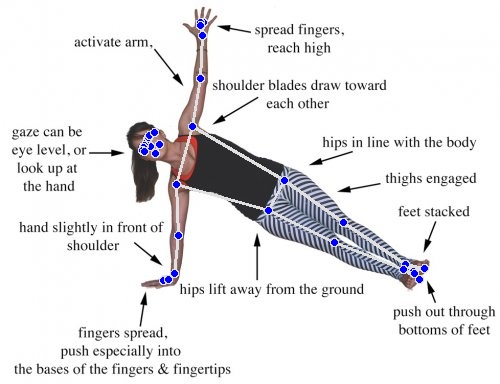 spread fingers,
reach high
activate arm,
shoulder blades draw toward
each other
gaze can be
eye level, or
look up at
the hand
hips in line with the body
thighs engaged
feet stacked
hand slightly in front of
shoulder
hips lift away from the ground
push out through
bottoms of feet
fingers spread,
push especially into
the bases of the fingers & fingertips